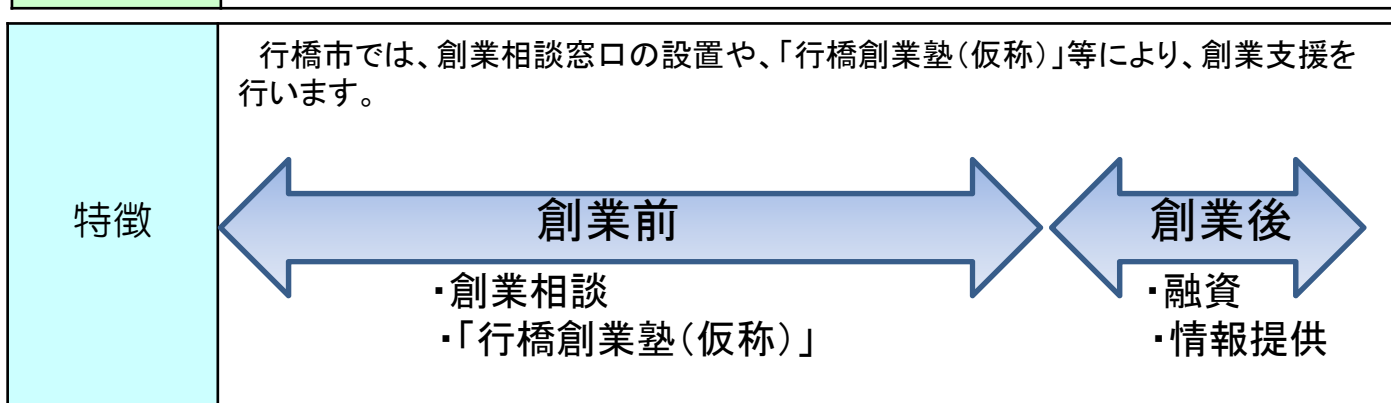 行橋市では、創業相談窓口の設置や、「行橋創業塾（仮称）」等により、創業支援を
行います。
特徴
創業前
創業後
・創業相談
・「行橋創業塾（仮称）」
・融資
・情報提供